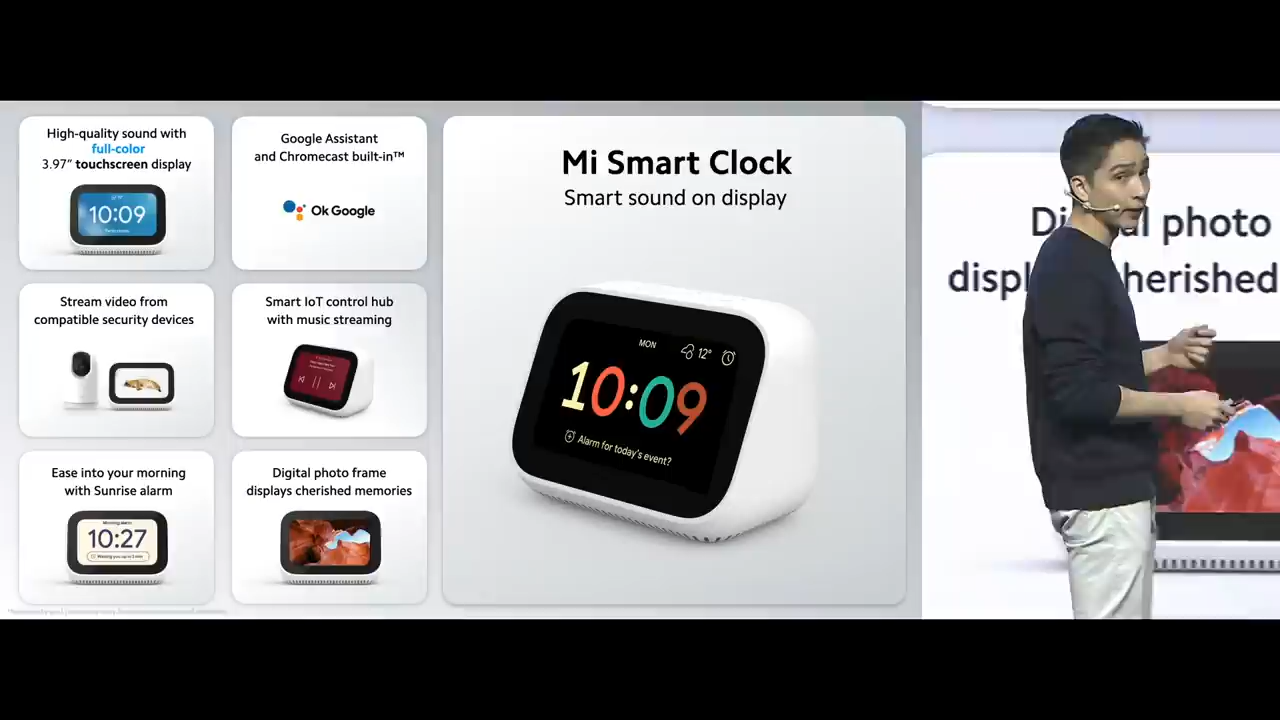 High-quality sound with
full-color
3.97” touchscreen display
10:09
Google Assistant
and Chromecast built-in™
Ok Google
Stream video from
compatible security devices
Smart IoT control hub
with music streaming
Ease into your morning
with Sunrise alarm
10:27
Digital photo frame
displays cherished memories
Mi Smart Clock
Smart sound on display
MON
12°
10:09
Alarm for today's event?
photo
cherished